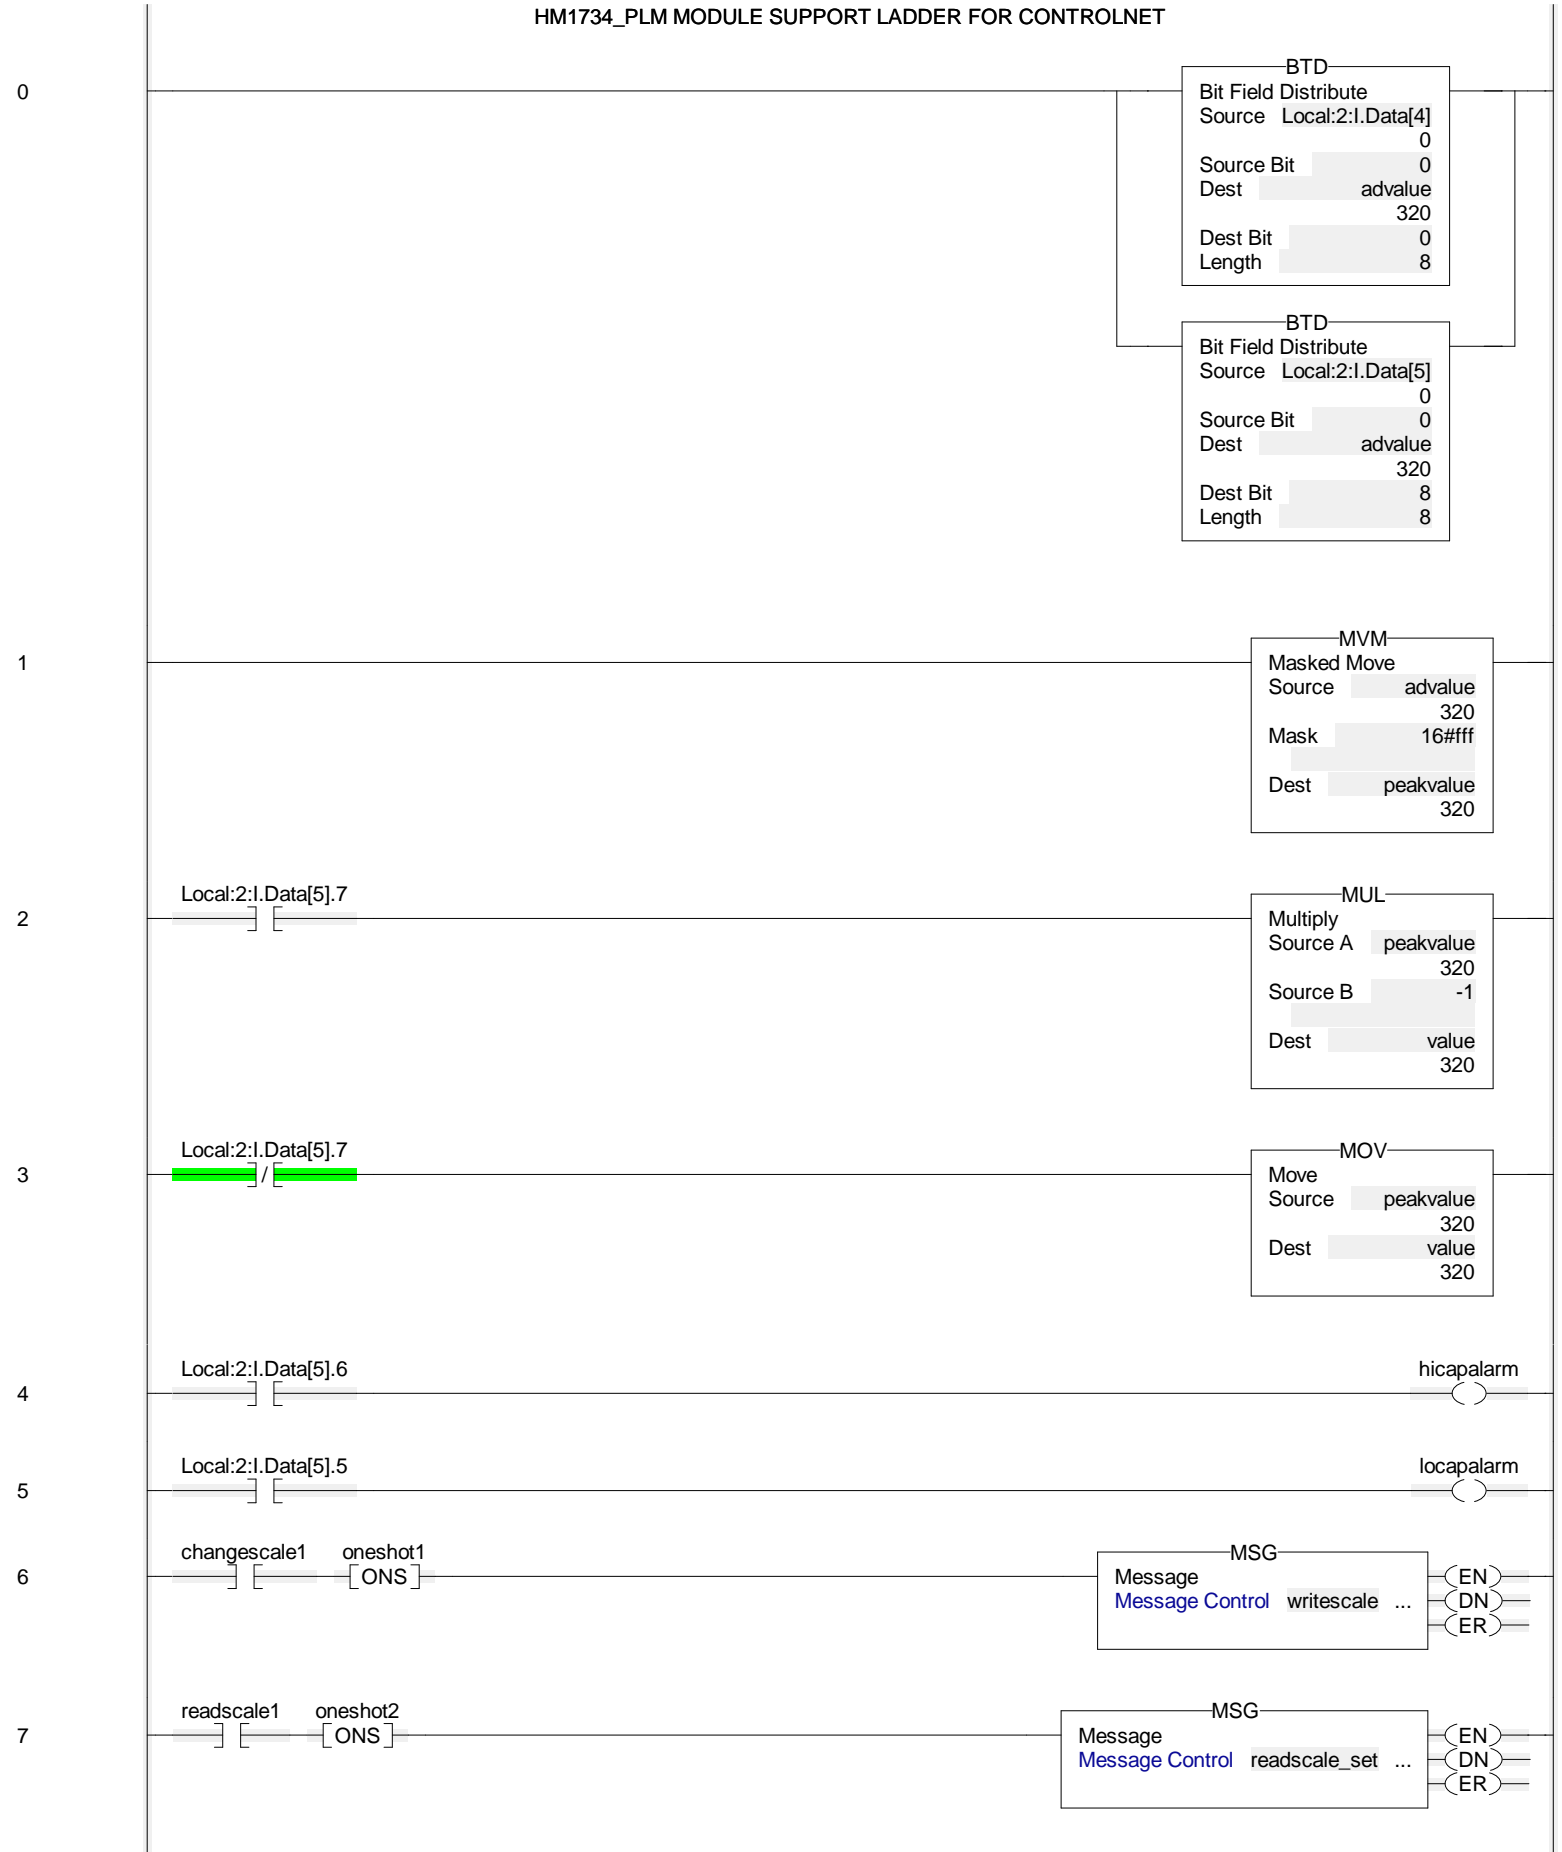 HM1734_PLM MODULE SUPPORT LADDER FOR CONTROLNET
0
BTD
Bit Field Distribute
Source Local:2:I.Data[4]
0
Source Bit 0
Dest advalue
320
Dest Bit 0
Length 8
BTD
Bit Field Distribute
Source Local:2:I.Data[5]
0
Source Bit 0
Dest advalue
320
Dest Bit 8
Length 8
1
MVM
Masked Move
Source advalue
320
Mask 16#fff
Dest peakvalue
320
Local:2:I.Data[5].7
2
MUL
Multiply
Source A peakvalue
320
Source B -1
Dest value
320
Local:2:I.Data[5].7
3
/
MOV
Move
Source peakvalue
320
Dest value
320
Local:2:I.Data[5].6 hicapalarm
4
Local:2:I.Data[5].5 locapalarm
5
changescale1 oneshot1
6
ONS
MSG
Message
Message Control writescale ...
EN
DN
ER
readscale1 oneshot2
7
ONS
MSG
Message
Message Control readscale_set ...
EN
DN
ER